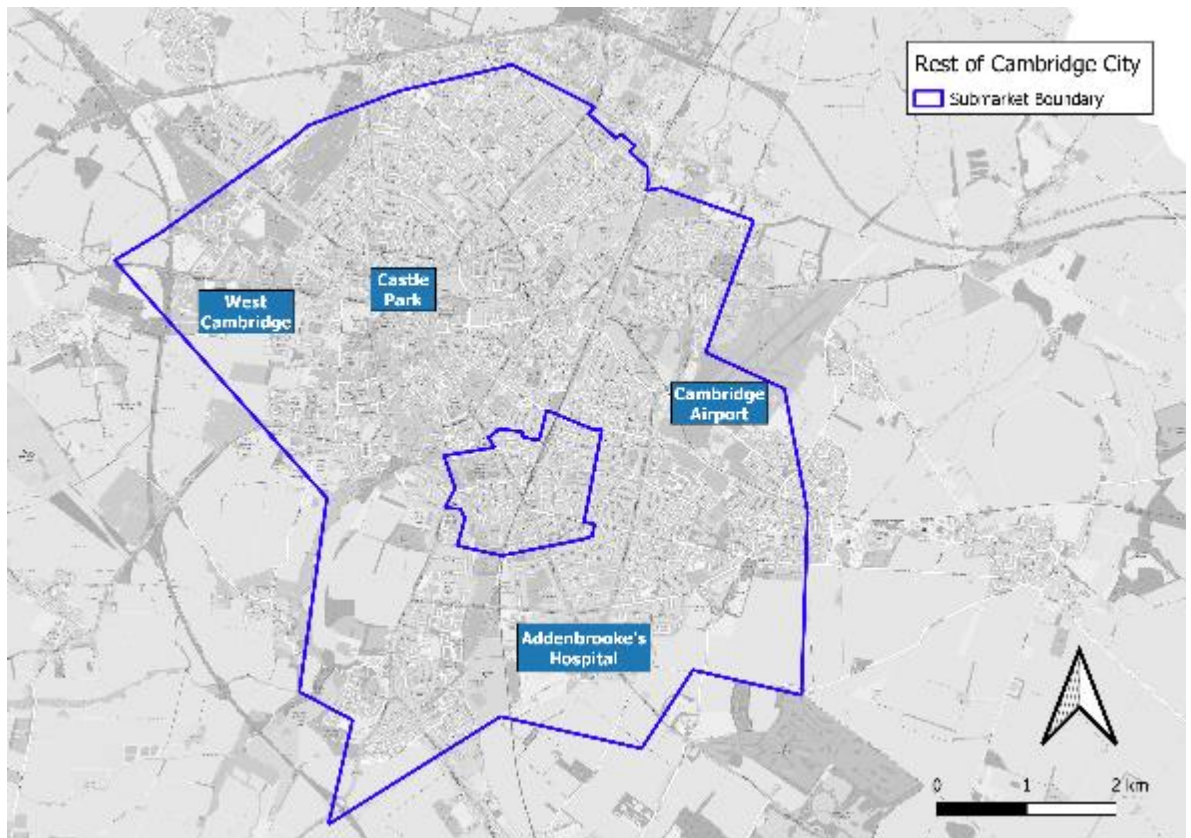 Rest of Cambridge City
Submarket Boundary
Castle
Park
West
Cambridge
Cambridge
Airport
Addenbrooke's
Hospital
0 1 2 km